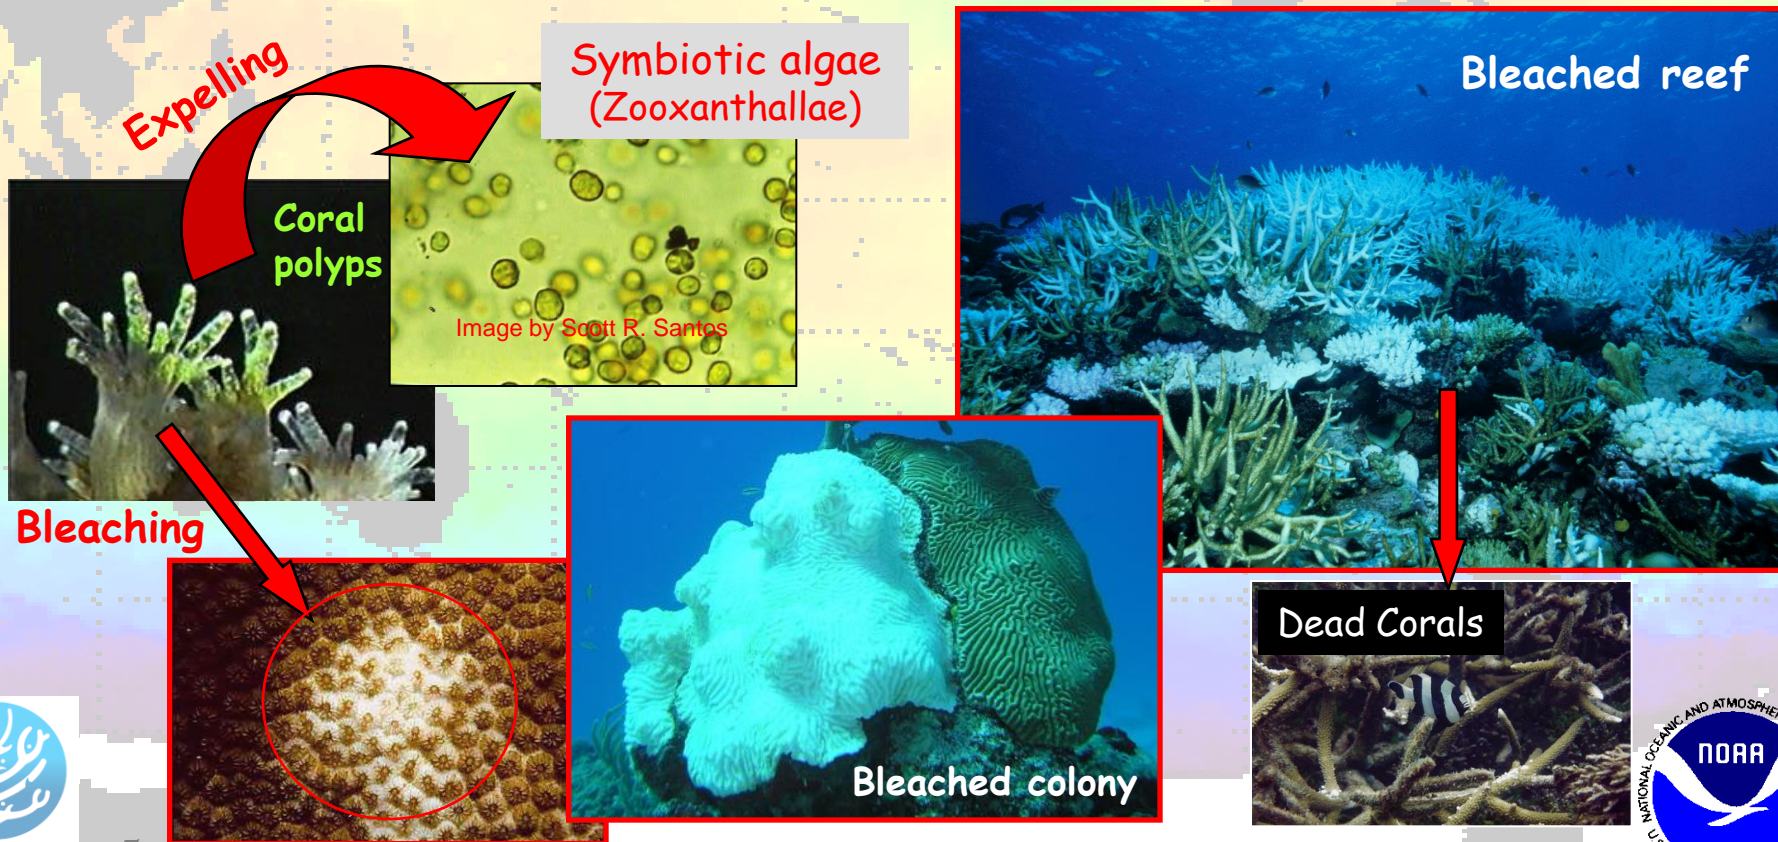 Expelling
Symbiotic algae
(Zooxanthallae)
Coral
polyps
Image by Scott R. Santos
Bleached reef
Bleaching
Bleached colony
Dead Corals
NATIONAL OCEANIC AND ATMOSPHE
NOAA